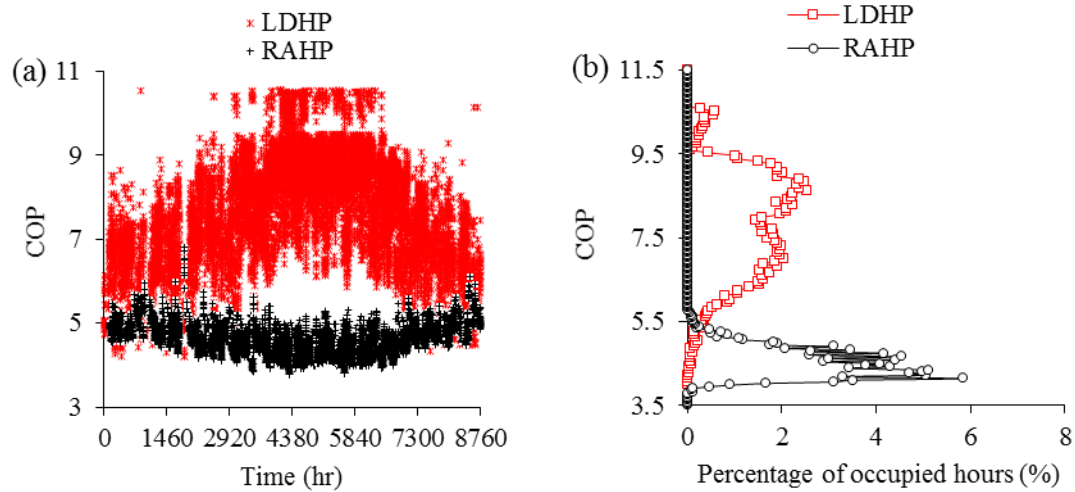 LDHP
RAHP
(a)
11
9
7
5
3
COP
0 1460 2920 4380 5840 7300 8760
Time (hr)
LDHP
RAHP
(b)
11.5
9.5
7.5
5.5
3.5
COP
0 2 4 6 8
Percentage of occupied hours (%)